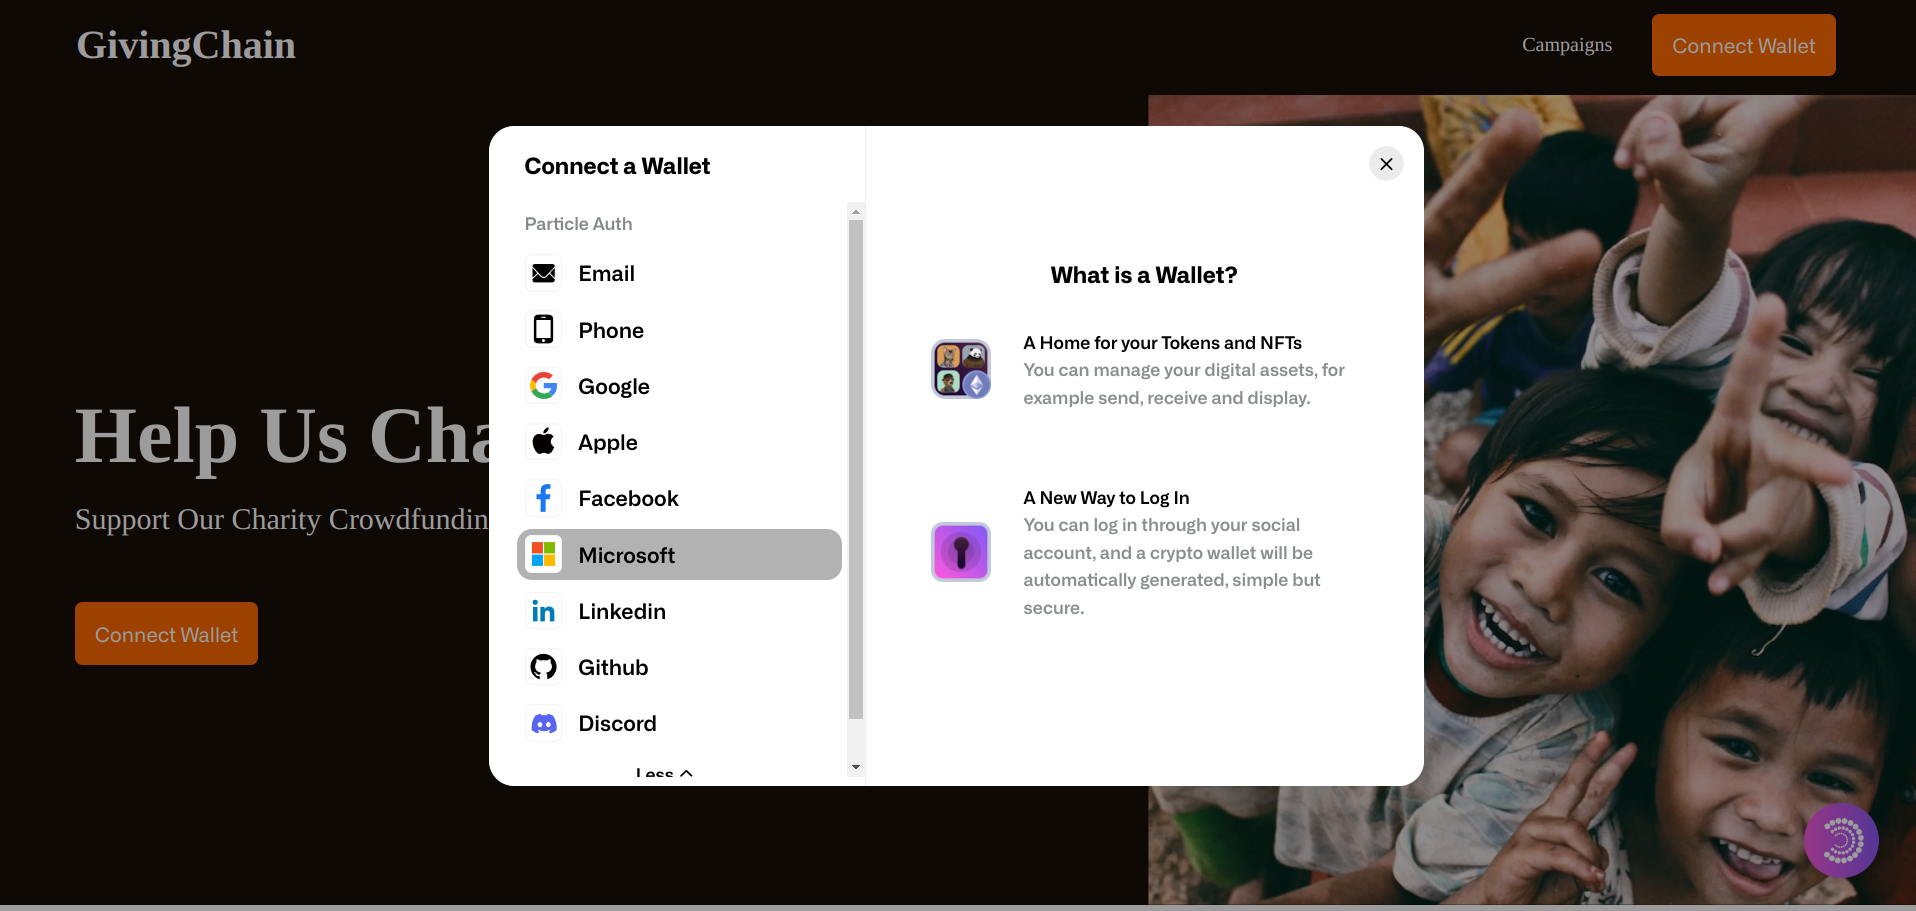 GivingChain
Campaigns
Connect Wallet
Help Us Cha
Support Our Charity Crowdfundin
Connect Wallet
Connect a Wallet
Particle Auth
Email
Phone
Google
Apple
Facebook
Microsoft
Linkedin
Github
Discord
Less
What is a Wallet?
A Home for your Tokens and NFTs
You can manage your digital assets, for
example send, receive and display.
A New Way to Log In
You can log in through your social
account, and a crypto wallet will be
automatically generated, simple but
secure.